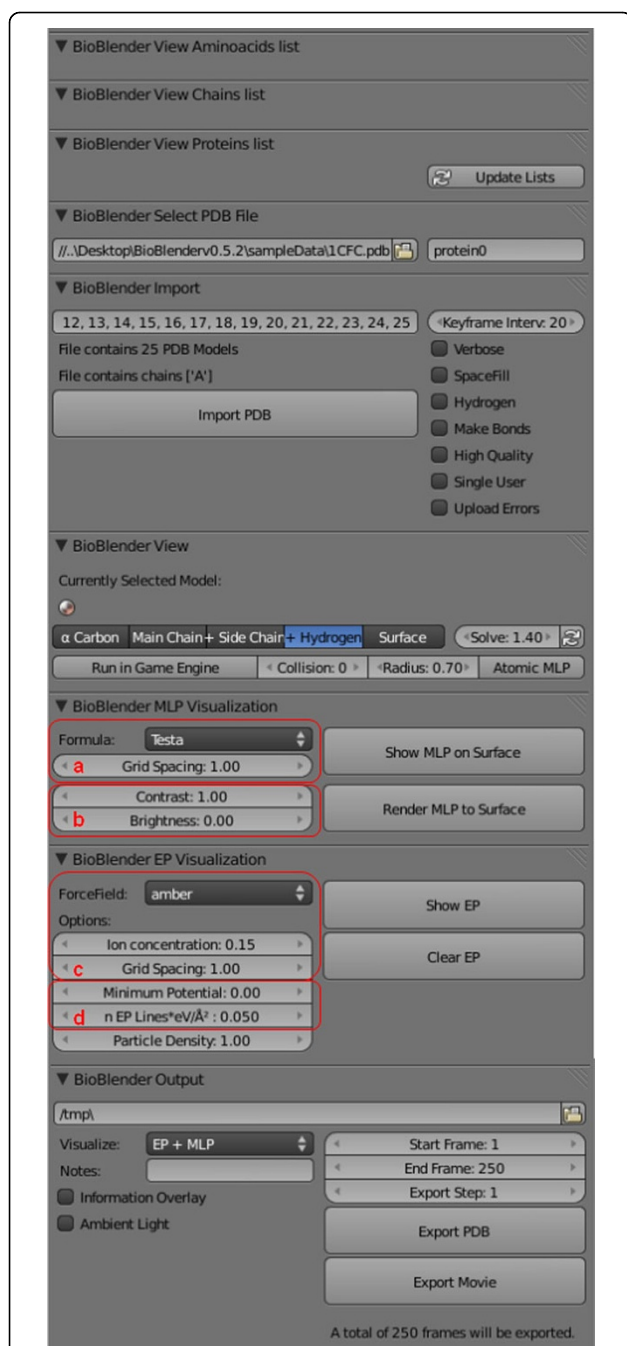 ▼ BioBlender View Aminoacids list
▼ BioBlender View Chains list
▼ BioBlender View Proteins list
Update Lists
▼ BioBlender Select PDB File
//..\Desktop\BioBlenderv0.5.2\sampleData\1CFC.pdb protein0
▼ BioBlender Import
12, 13, 14, 15, 16, 17, 18, 19, 20, 21, 22, 23, 24, 25 Keyframe Interv: 20
File contains 25 PDB Models Verbose
File contains chains ['A'] SpaceFill
Import PDB
Hydrogen
Make Bonds
High Quality
Single User
Upload Errors
▼ BioBlender View
Currently Selected Model:
α Carbon Main Chain + Side Chain + Hydrogen Surface Solve: 1.40
Run in Game Engine Collision: 0 Radius: 0.70 Atomic MLP
▼ BioBlender MLP Visualization
Formula: Testa Show MLP on Surface
a Grid Spacing: 1.00
Contrast: 1.00 Render MLP to Surface
b Brightness: 0.00
▼ BioBlender EP Visualization
ForceField: amber Show EP
Options:
Ion concentration: 0.15 Clear EP
c Grid Spacing: 1.00
Minimum Potential: 0.00
d n EP Lines*eV/Å² : 0.050
Particle Density: 1.00
▼ BioBlender Output
/tmp\
Visualize: EP + MLP Start Frame: 1
Notes: End Frame: 250
Information Overlay Export Step: 1
Ambient Light Export PDB
Export Movie
A total of 250 frames will be exported.